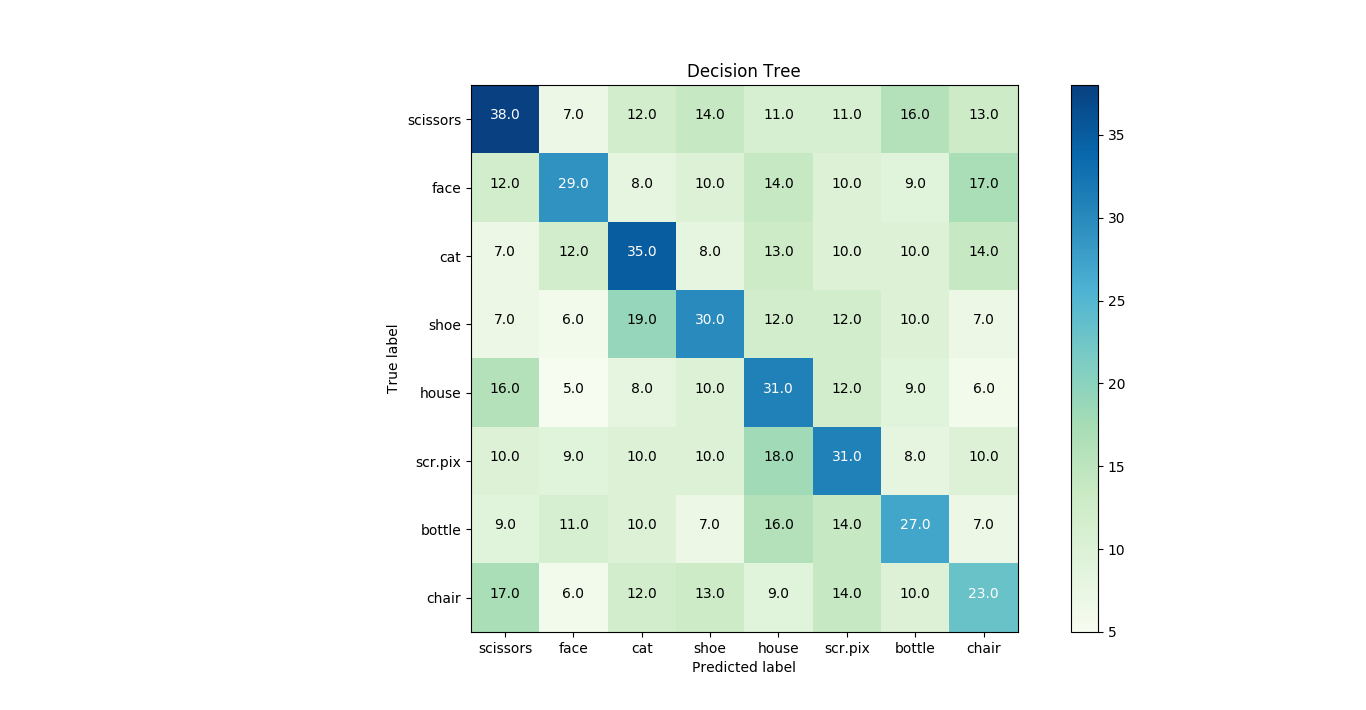 Decision Tree
scissors 38.0 7.0 12.0 14.0 11.0 11.0 16.0 13.0
face 12.0 29.0 8.0 10.0 14.0 10.0 9.0 17.0
cat 7.0 12.0 35.0 8.0 13.0 10.0 10.0 14.0
shoe 7.0 6.0 19.0 30.0 12.0 12.0 10.0 7.0
house 16.0 5.0 8.0 10.0 31.0 12.0 9.0 6.0
scr.pix 10.0 9.0 10.0 10.0 18.0 31.0 8.0 10.0
bottle 9.0 11.0 10.0 7.0 16.0 14.0 27.0 7.0
chair 17.0 6.0 12.0 13.0 9.0 14.0 10.0 23.0
scissors face cat shoe house scr.pix bottle chair
Predicted label
True label
35
30
25
20
15
10
5